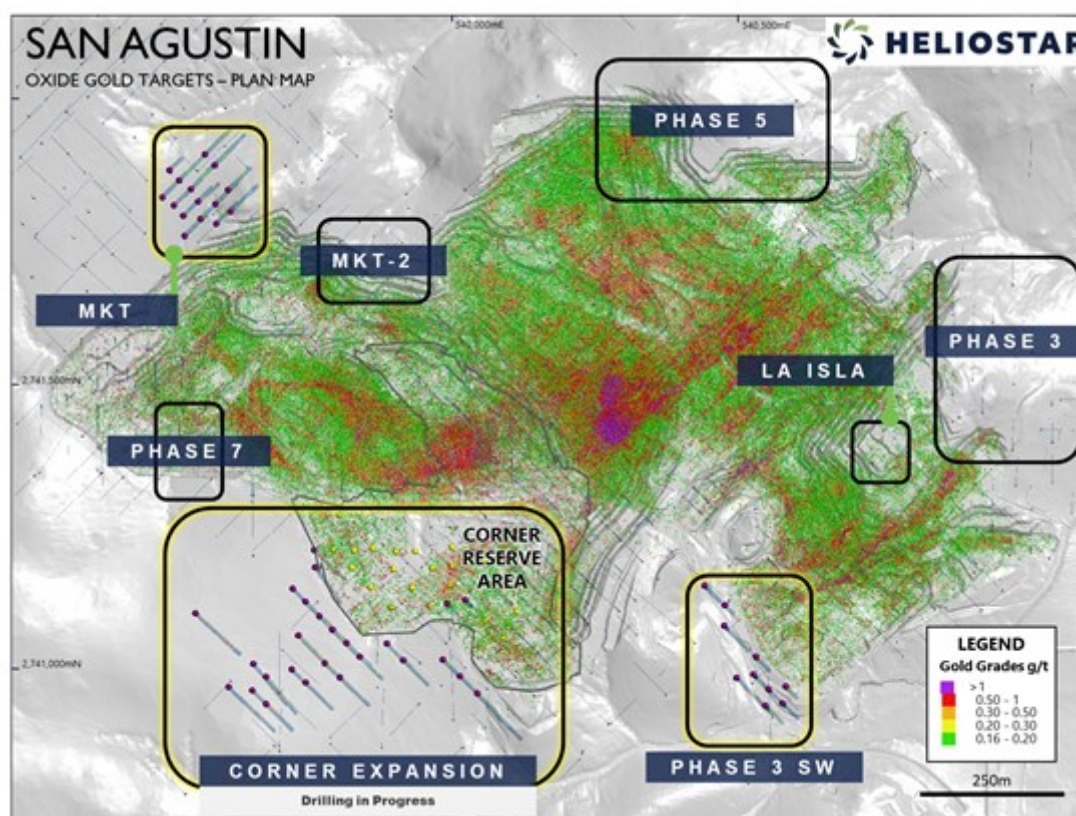 SAN AGUSTIN
OXIDE GOLD TARGETS – PLAN MAP
540,000mE
540,500mE
HELIOSTAR
PHASE 5
MKT-2
MKT
PHASE 3
LA ISLA
2,741,500mN
PHASE 7
CORNER
RESERVE
AREA
2,741,000mN
LEGEND
Gold Grades g/t
>1
0.50 - 1
0.30 - 0.50
0.20 - 0.30
0.16 - 0.20
CORNER EXPANSION
Drilling in Progress
PHASE 3 SW
250m